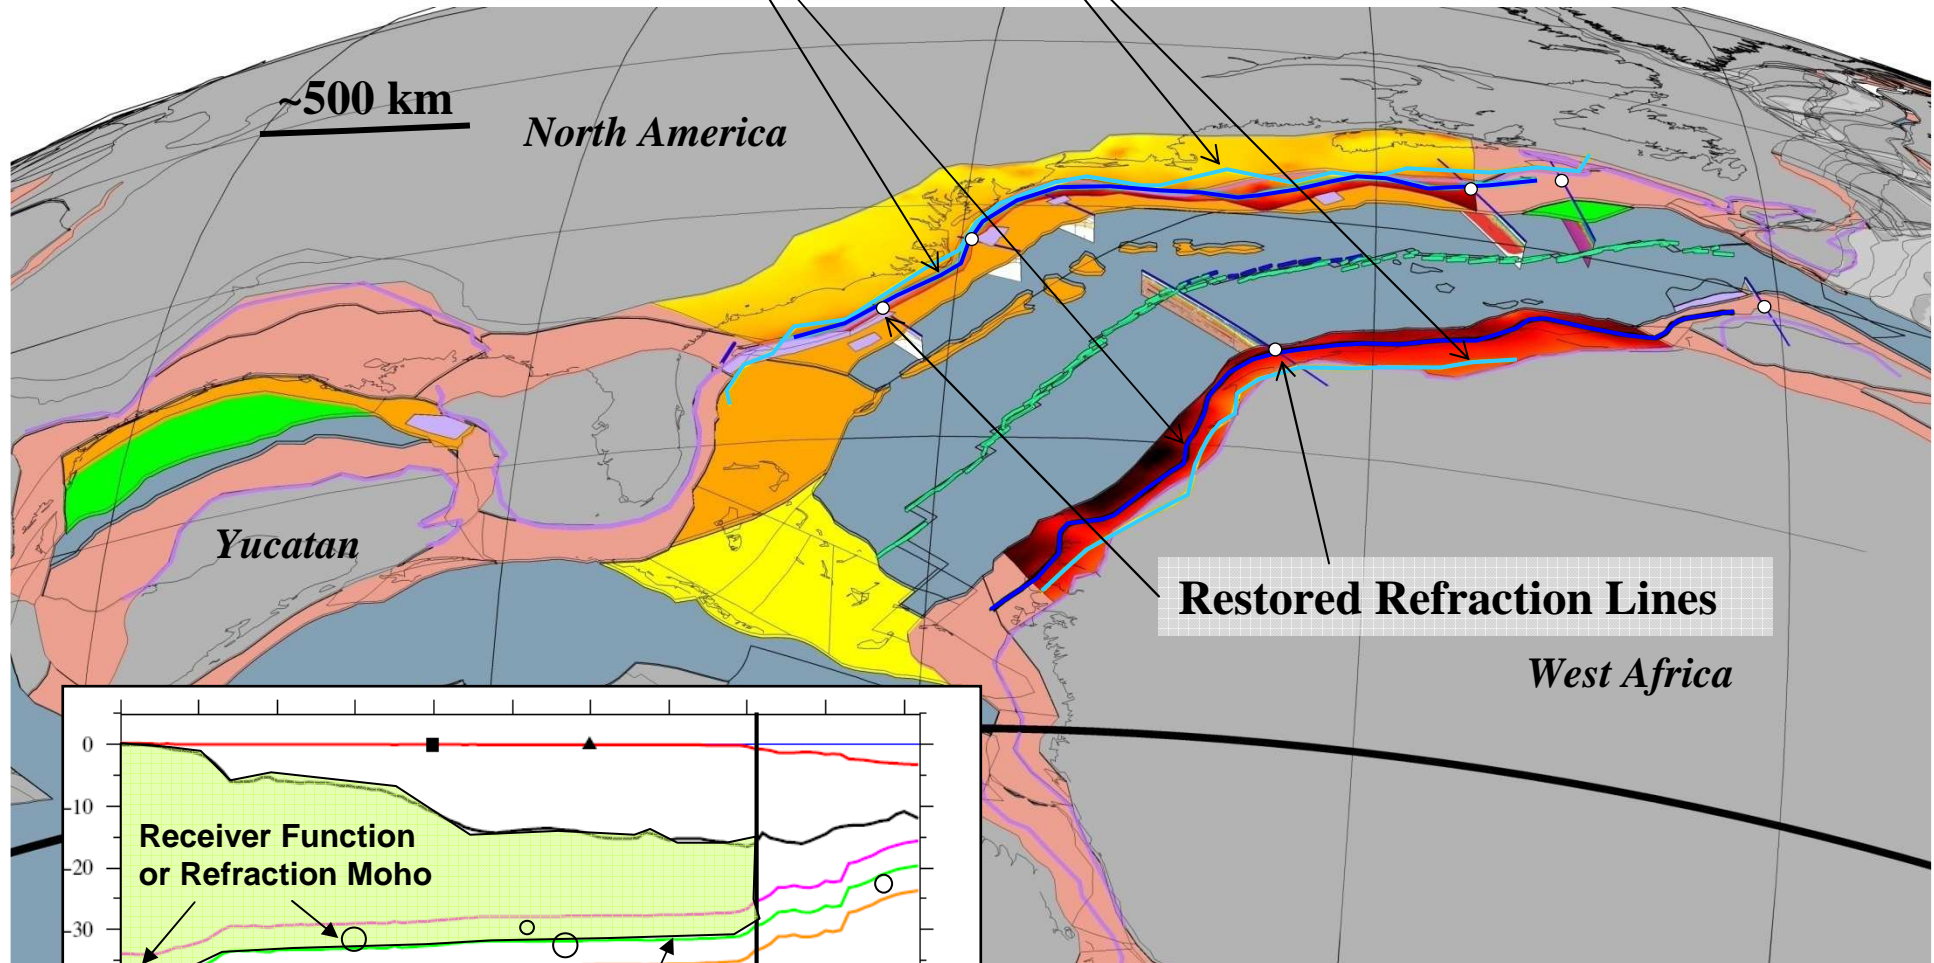 ~500 km
North America
Yucatan
Restored Refraction Lines
West Africa
0
-10
Receiver Function
or Refraction Moho
-20
-30